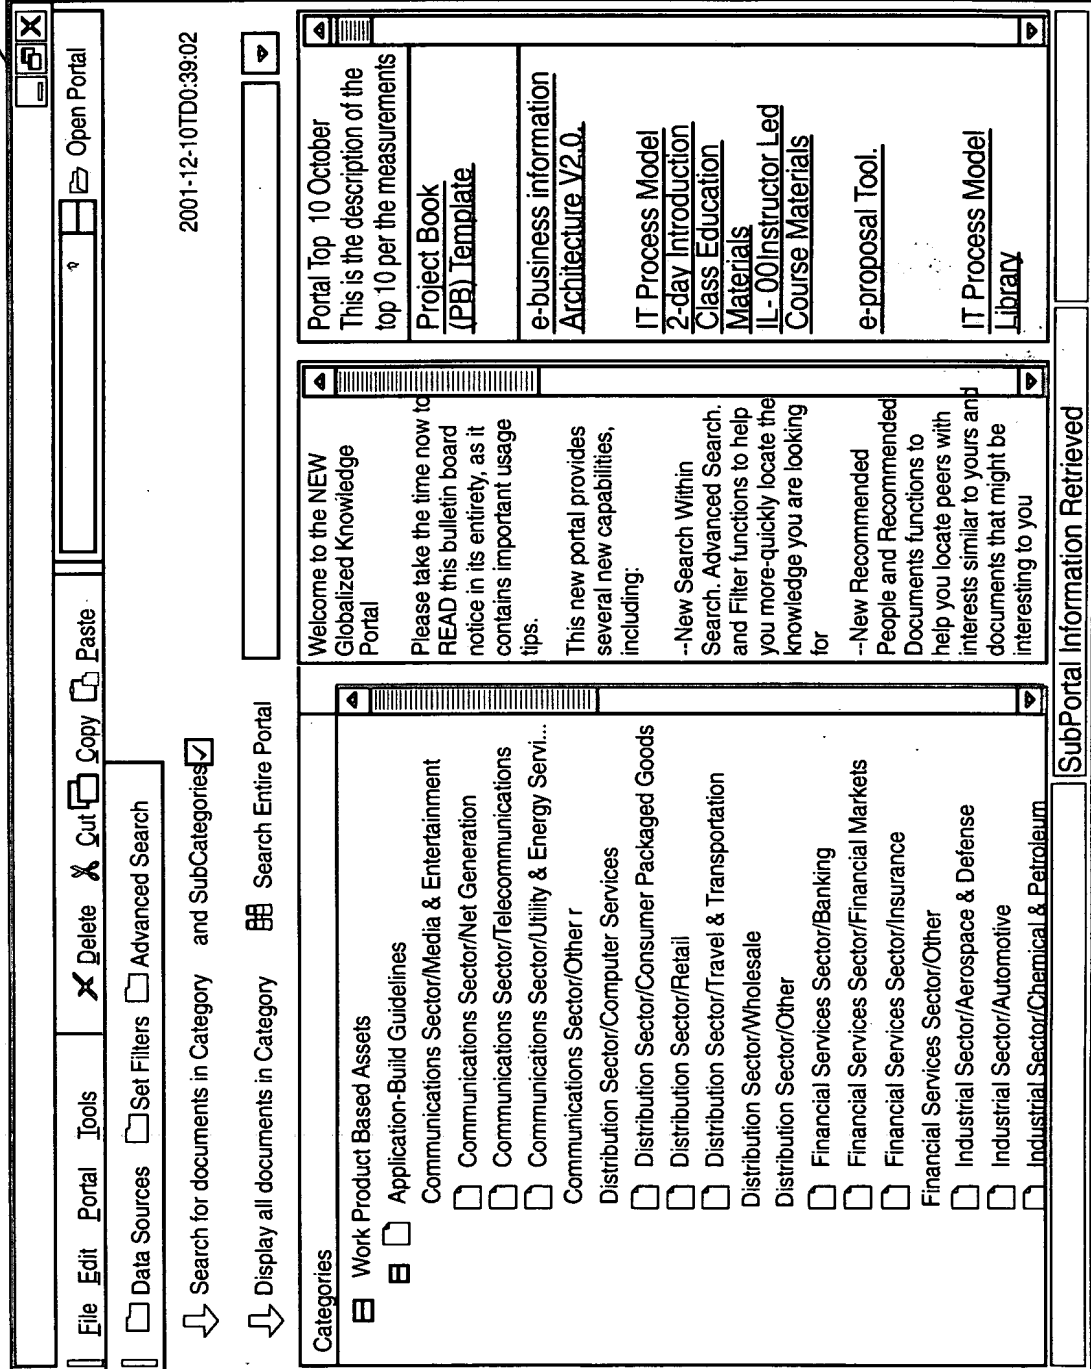 File Edit Portal Tools Delete Cut Copy Paste Open Portal
Data Sources Set Filters Advanced Search
Search for documents in Category and SubCategories 2001-12-10TD0:39:02
Display all documents in Category Search Entire Portal
Categories
Work Product Based Assets
Application-Build Guidelines
Communications Sector/Media & Entertainment
Communications Sector/Net Generation
Communications Sector/Telecommunications
Communications Sector/Utility & Energy Servi...
Communications Sector/Other r
Distribution Sector/Computer Services
Distribution Sector/Consumer Packaged Goods
Distribution Sector/Retail
Distribution Sector/Travel & Transportation
Distribution Sector/Wholesale
Distribution Sector/Other
Financial Services Sector/Banking
Financial Services Sector/Financial Markets
Financial Services Sector/Insurance
Financial Services Sector/Other
Industrial Sector/Aerospace & Defense
Industrial Sector/Automotive
Industrial Sector/Chemical & Petroleum
Welcome to the NEW
Globalized Knowledge
Portal
Please take the time now to
READ this bulletin board
notice in its entirety, as it
contains important usage
tips.
This new portal provides
several new capabilities,
including:
--New Search Within
Search. Advanced Search.
and Filter functions to help
you more-quickly locate the
knowledge you are looking
for
--New Recommended
People and Recommended
Documents functions to
help you locate peers with
interests similar to yours and
documents that might be
interesting to you
Portal Top 10 October
This is the description of the
top 10 per the measurements
Project Book
(PB) Template
e-business information
Architecture V2.0.
IT Process Model
2-day Introduction
Class Education
Materials
IL- 00Instructor Led
Course Materials
e-proposal Tool.
IT Process Model
Library
SubPortal Information Retrieved